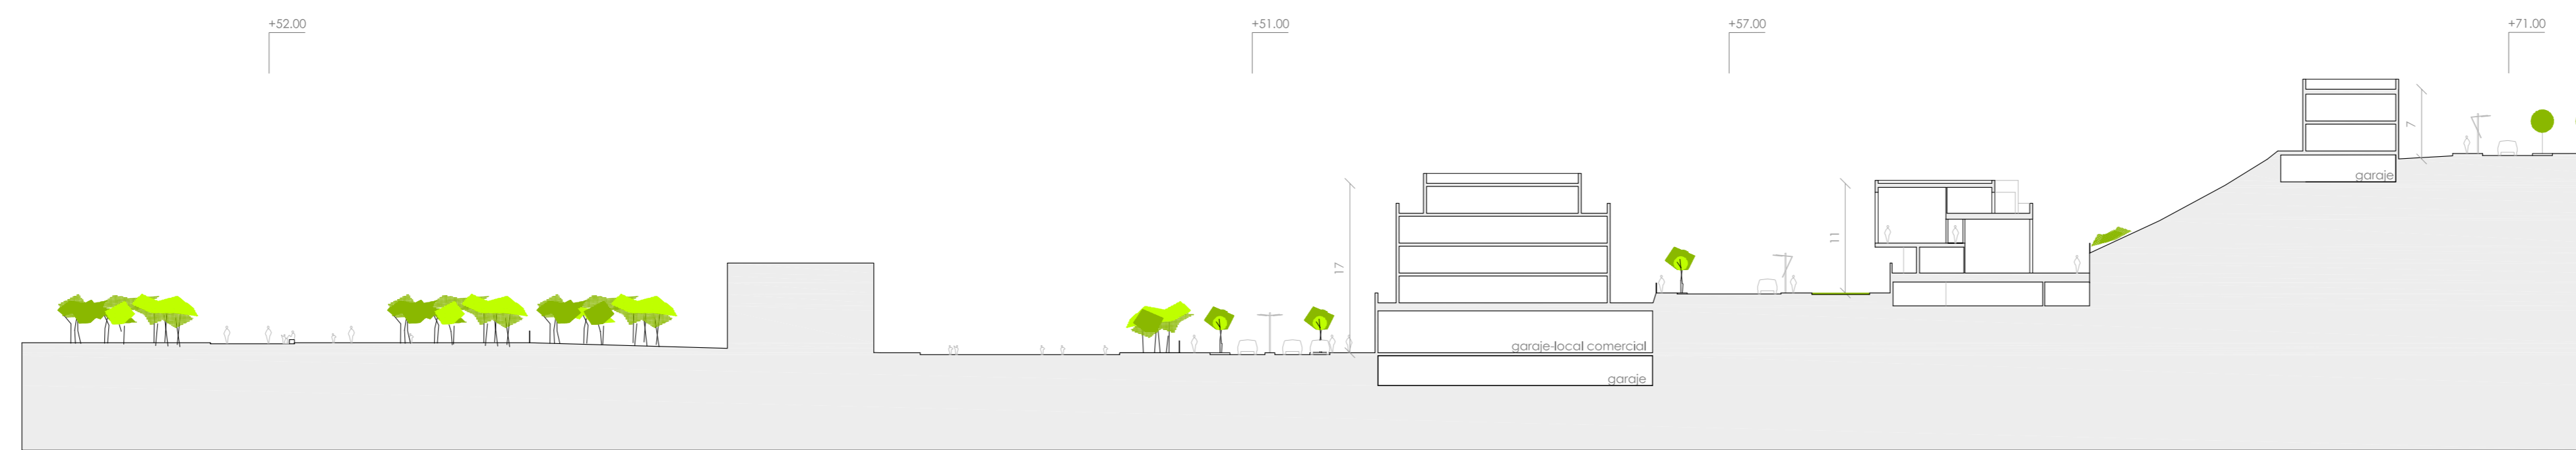 +52.00
+51.00
+57.00
+71.00
7
garaje
17
11
garaje-local comercial
garaje